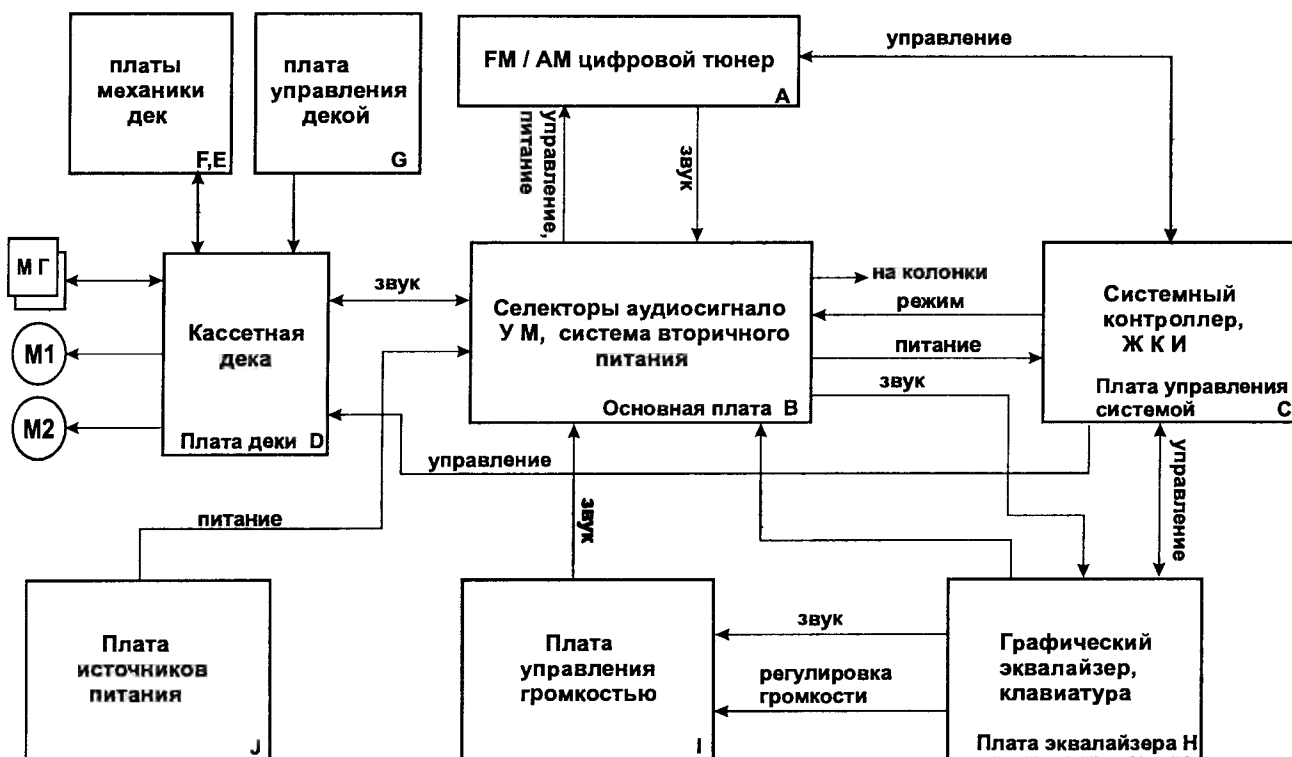 платы
механики
дек
F,E
плата
управления
декой
G
FM / AM цифровой тюнер
A
управление
управление,
питание
звук
М Г
М1
М2
Кассетная
дека
Плата деки D
звук
Селекторы аудиосигнало
У М, система вторичного
питания
Основная плата B
на колонки
режим
питание
звук
Системный
контроллер,
Ж К И
Плата управления
системой C
управление
питание
звук
управление
Плата
источников
питания
J
Плата
управления
громкостью
I
звук
регулировка
громкости
Графический
эквалайзер,
клавиатура
Плата эквалайзера H